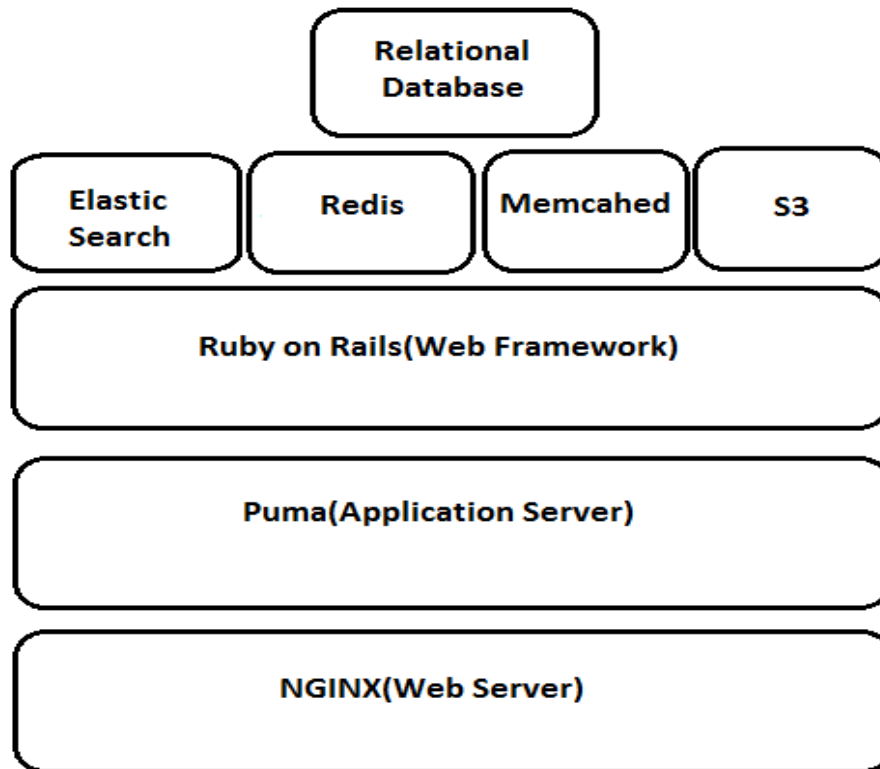 Relational
Database
Elastic
Search
Redis
Memcahed
S3
Ruby on Rails(Web Framework)
Puma(Application Server)
NGINX(Web Server)